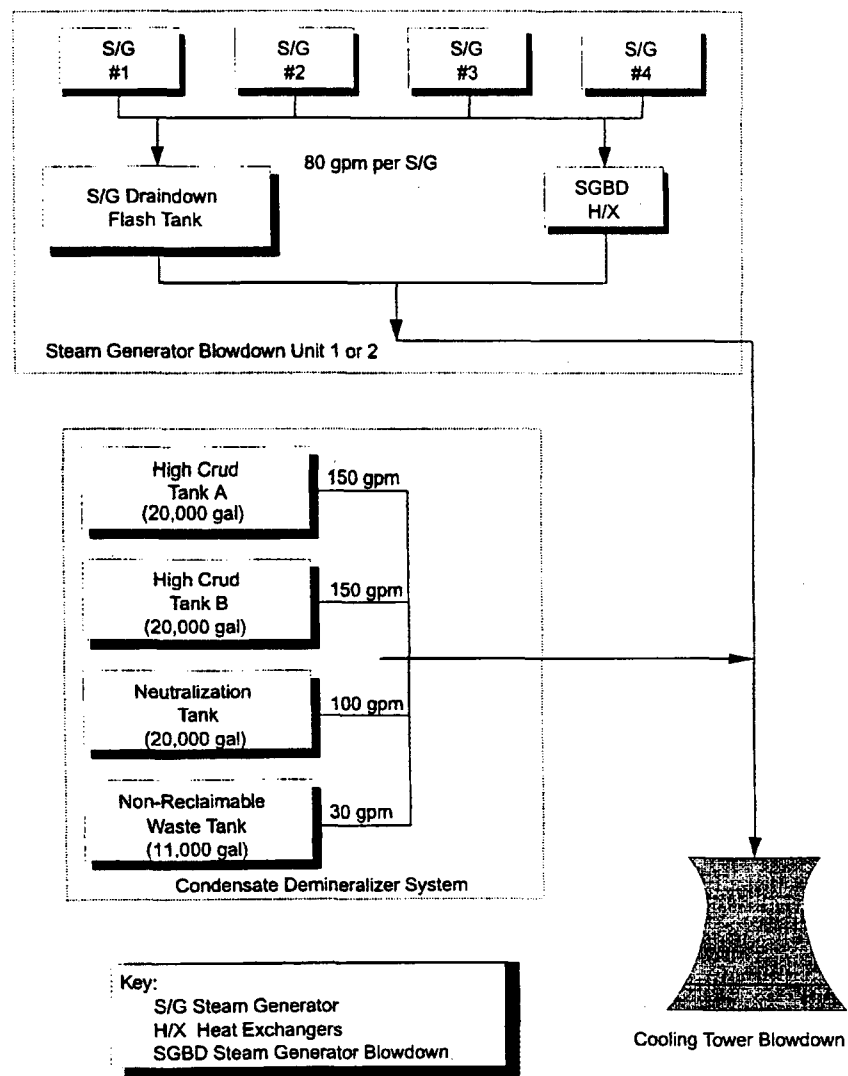 S/G
#1
S/G
#2
S/G
#3
S/G
#4
80 gpm per S/G
S/G Draindown
Flash Tank
SGBD
H/X
Steam Generator Blowdown Unit 1 or 2
High Crud
Tank A
(20,000 gal)
150 gpm
High Crud
Tank B
(20,000 gal)
150 gpm
Neutralization
Tank
(20,000 gal)
100 gpm
Non-Reclaimable
Waste Tank
(11,000 gal)
30 gpm
Condensate Demineralizer System
Key:
S/G Steam Generator
H/X Heat Exchangers
SGBD Steam Generator Blowdown
Cooling Tower Blowdown